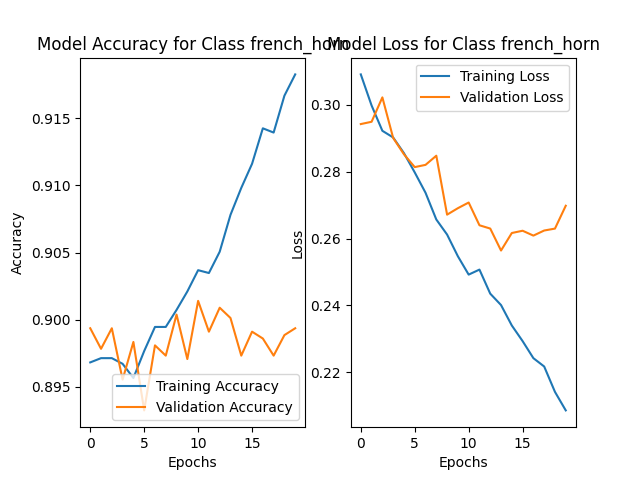 Model Accuracy for Class french_horn
Accuracy
0.915
0.910
0.905
0.900
0.895
Training Accuracy
Validation Accuracy
0 5 10 15
Epochs
Model Loss for Class french_horn
Loss
0.30
0.28
0.26
0.24
0.22
Training Loss
Validation Loss
0 5 10 15
Epochs